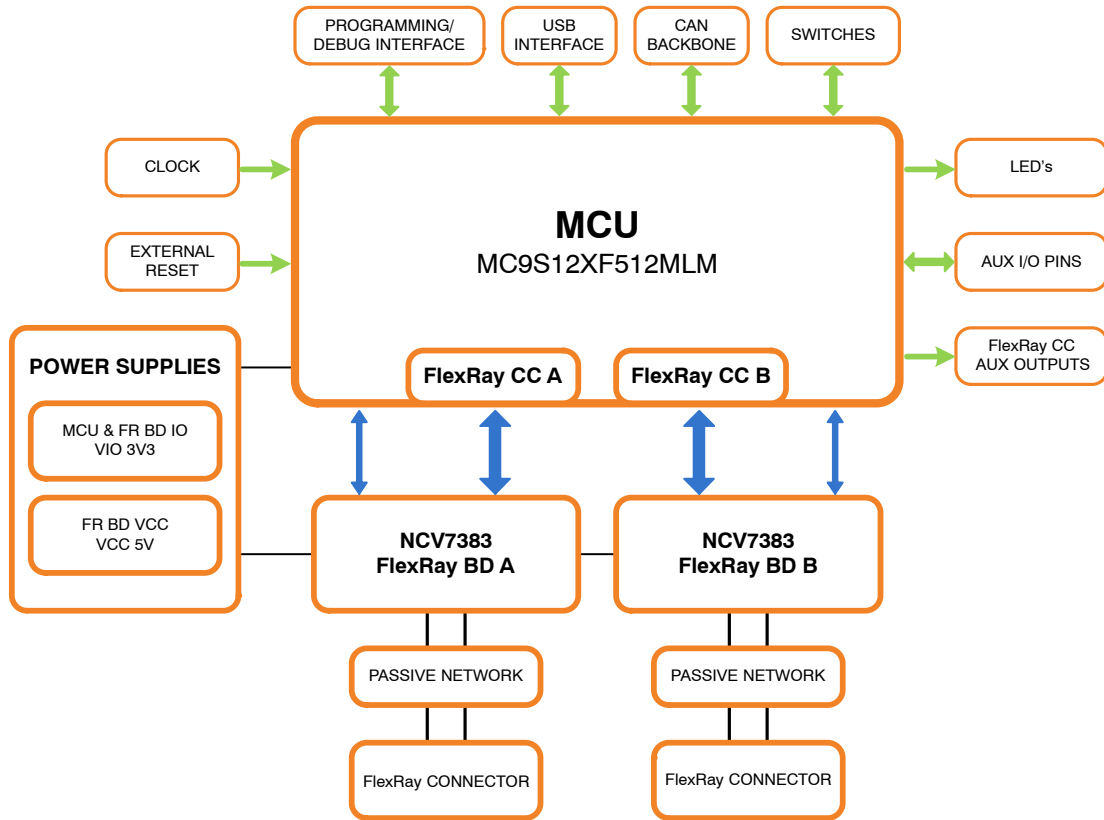 PROGRAMMING/
DEBUG INTERFACE
USB
INTERFACE
CAN
BACKBONE
SWITCHES
CLOCK
EXTERNAL
RESET
MCU
MC9S12XF512MLM
LED's
AUX I/O PINS
FlexRay CC
AUX OUTPUTS
FlexRay CC A
FlexRay CC B
POWER SUPPLIES
MCU & FR BD IO
VIO 3V3
FR BD VCC
VCC 5V
NCV7383
FlexRay BD A
NCV7383
FlexRay BD B
PASSIVE NETWORK
PASSIVE NETWORK
FlexRay CONNECTOR
FlexRay CONNECTOR